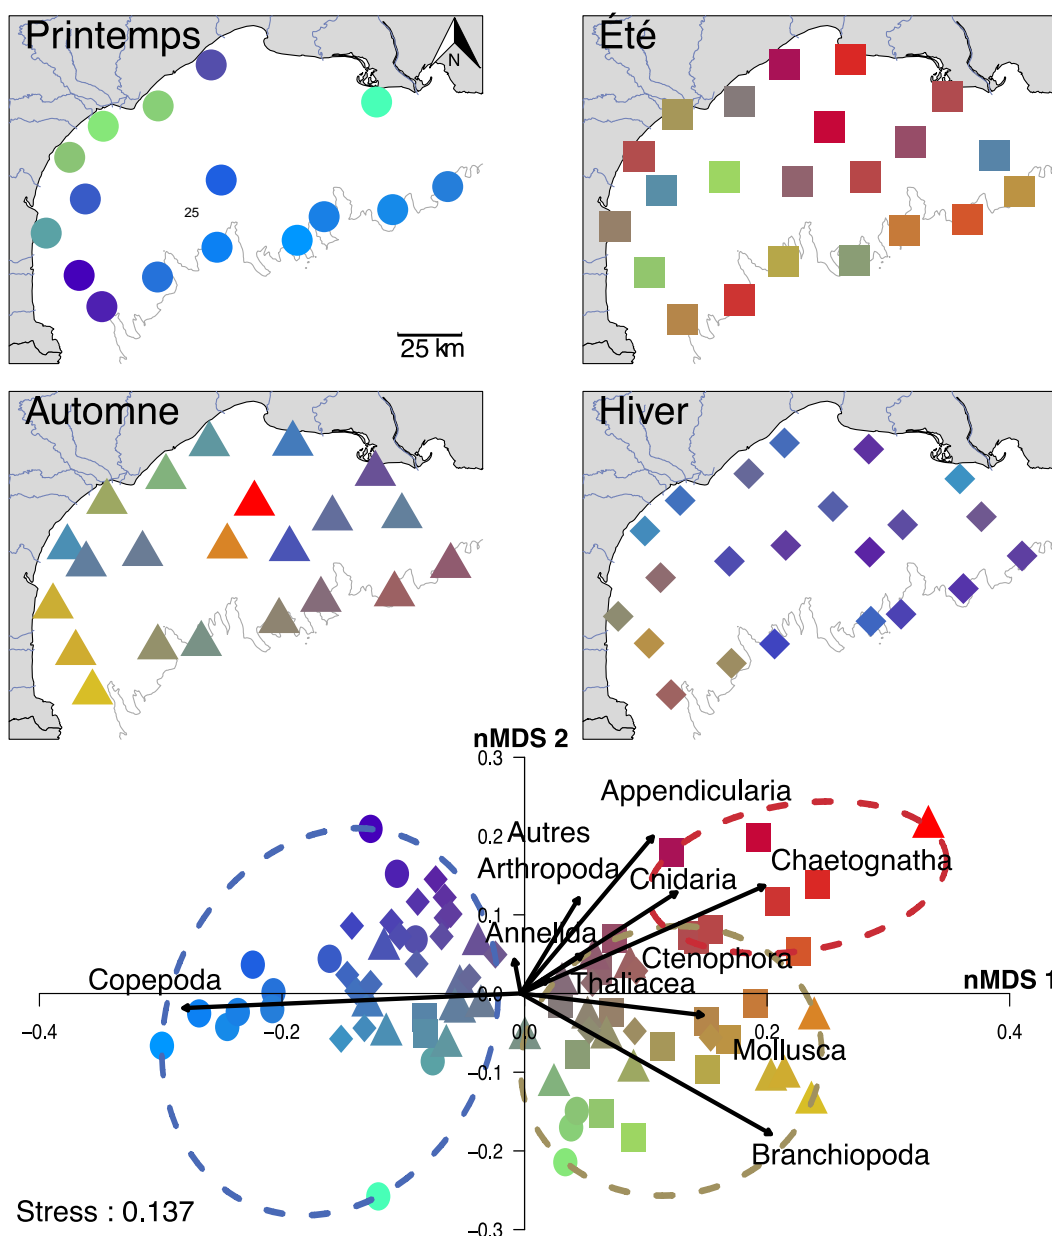 Printemps
N
25
25 km
Été
Automne
Hiver
nMDS 2
0.3
Appendicularia
0.2
Autres
Arthropoda
Chaetognatha
Cnidaria
0.1
Annelida
Ctenophora
Copepoda
Thaliacea
nMDS 1
0.0
−0.4
−0.2
0.0
0.2
0.4
Mollusca
−0.1
Branchiopoda
−0.2
Stress : 0.137
−0.3